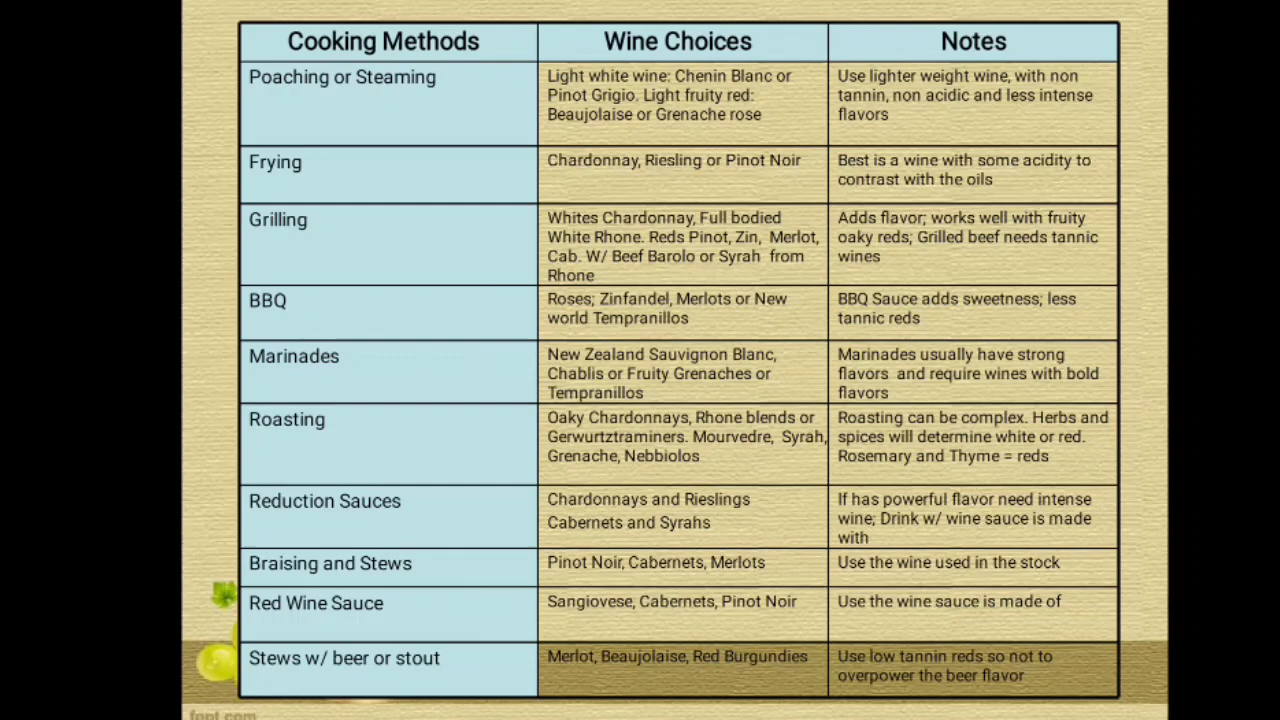 Cooking Methods
Wine Choices
Notes
Poaching or Steaming
Light white wine: Chenin Blanc or
Pinot Grigio. Light fruity red:
Beaujolaise or Grenache rose
Use lighter weight wine, with non
tannin, non acidic and less intense
flavors
Frying
Chardonnay, Riesling or Pinot Noir
Best is a wine with some acidity to
contrast with the oils
Grilling
Whites Chardonnay, Full bodied
White Rhone. Reds Pinot, Zin, Merlot,
Cab. W/ Beef Barolo or Syrah from
Rhone
Adds flavor; works well with fruity
oaky reds; Grilled beef needs tannic
wines
BBQ
Roses; Zinfandel, Merlots or New
world Tempranillos
BBQ Sauce adds sweetness; less
tannic reds
Marinades
New Zealand Sauvignon Blanc,
Chablis or Fruity Grenaches or
Tempranillos
Marinades usually have strong
flavors and require wines with bold
flavors
Roasting
Oaky Chardonnays, Rhone blends or
Gerwurtztraminers. Mourvedre, Syrah,
Grenache, Nebbiolos
Roasting can be complex. Herbs and
spices will determine white or red.
Rosemary and Thyme = reds
Reduction Sauces
Chardonnays and Rieslings
Cabernets and Syrahs
If has powerful flavor need intense
wine; Drink w/ wine sauce is made
with
Braising and Stews
Pinot Noir, Cabernets, Merlots
Use the wine used in the stock
Red Wine Sauce
Sangiovese, Cabernets, Pinot Noir
Use the wine sauce is made of
Stews w/ beer or stout
Merlot, Beaujolaise, Red Burgundies
Use low tannin reds so not to
overpower the beer flavor